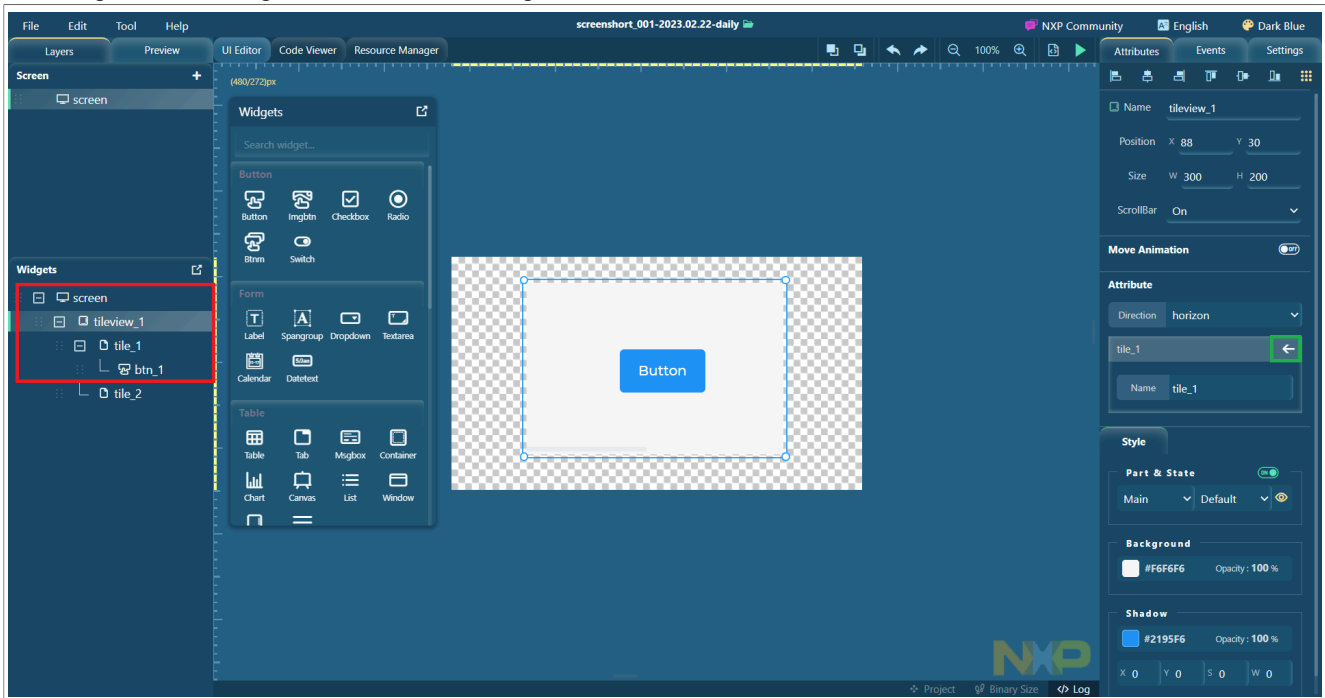 File Edit Tool Help screenshort_001-2023.02.22-daily NXP Community English Dark Blue
Layers Preview UI Editor Code Viewer Resource Manager 100% Attributes Events Settings
Screen +
screen
(480/272)px
Widgets
Search widget...
Button
Button Imgbtn Checkbox Radio
Btnm Switch
Form
Label Spangroup Dropdown Textarea
Calendar Datetext
Table
Table Tab Msgbox Container
Chart Canvas List Window
Widgets
screen
tileview_1
tile_1
btn_1
tile_2
Button
Name tileview_1
Position X 88 Y 30
Size W 300 H 200
ScrollBar On
Move Animation OFF
Attribute
Direction horizon
tile_1
Name tile_1
Style
Part & State ON
Main Default
Background
#F6F6F6 Opacity : 100 %
Shadow
#2195F6 Opacity : 100 %
X 0 Y 0 S 0 W 0
NXP
Project Binary Size </> Log